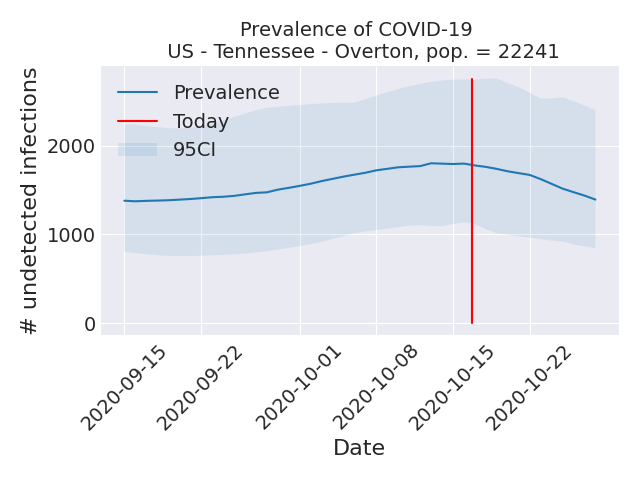 Prevalence of COVID-19
US - Tennessee - Overton, pop. = 22241
# undetected infections
2000
1000
0
Prevalence
Today
95CI
2020-09-15
2020-09-22
2020-10-01
2020-10-08
2020-10-15
2020-10-22
Date